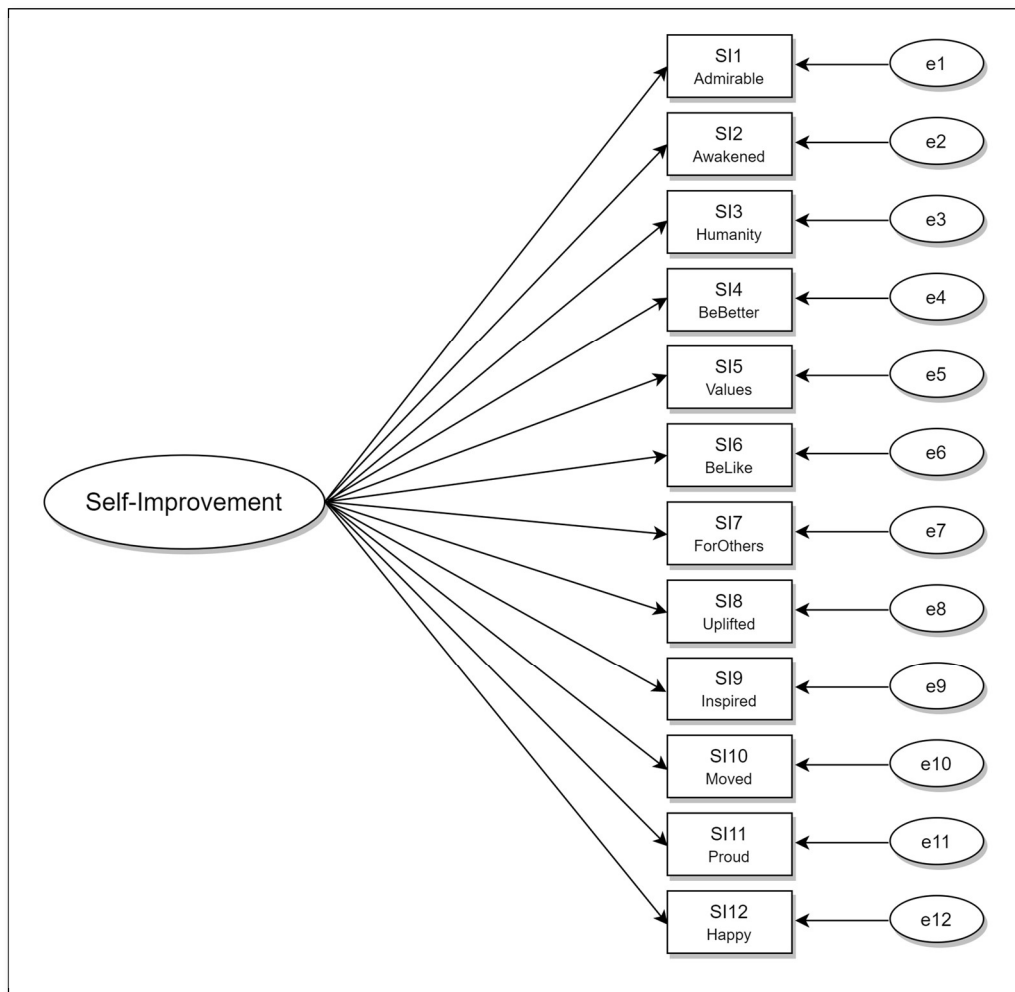 SI1
Admirable
e1
SI2
Awakened
e2
SI3
Humanity
e3
SI4
BeBetter
e4
SI5
Values
e5
SI6
BeLike
e6
Self-Improvement
SI7
ForOthers
e7
SI8
Uplifted
e8
SI9
Inspired
e9
SI10
Moved
e10
SI11
Proud
e11
SI12
Happy
e12